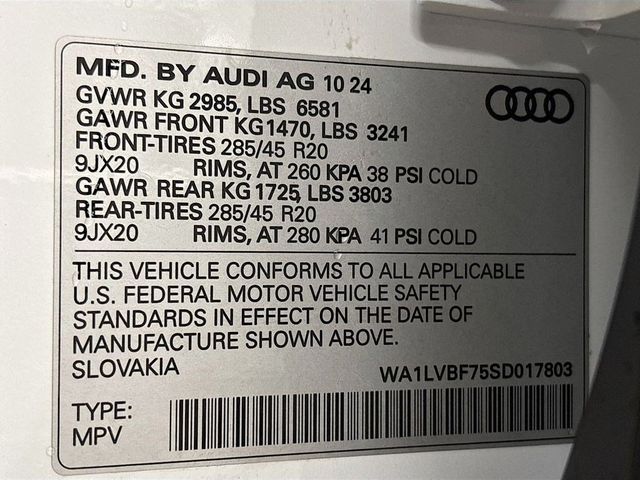 MFD. BY AUDI AG 10 24
GVWR KG 2985, LBS 6581
GAWR FRONT KG1470, LBS 3241
FRONT-TIRES 285/45 R20
9JX20 RIMS, AT 260 KPA 38 PSI COLD
GAWR REAR KG 1725, LBS 3803
REAR-TIRES 285/45 R20
9JX20 RIMS, AT 280 KPA 41 PSI COLD
THIS VEHICLE CONFORMS TO ALL APPLICABLE
U.S. FEDERAL MOTOR VEHICLE SAFETY
STANDARDS IN EFFECT ON THE DATE OF
MANUFACTURE SHOWN ABOVE.
SLOVAKIA WA1LVBF75SD017803
TYPE:
MPV